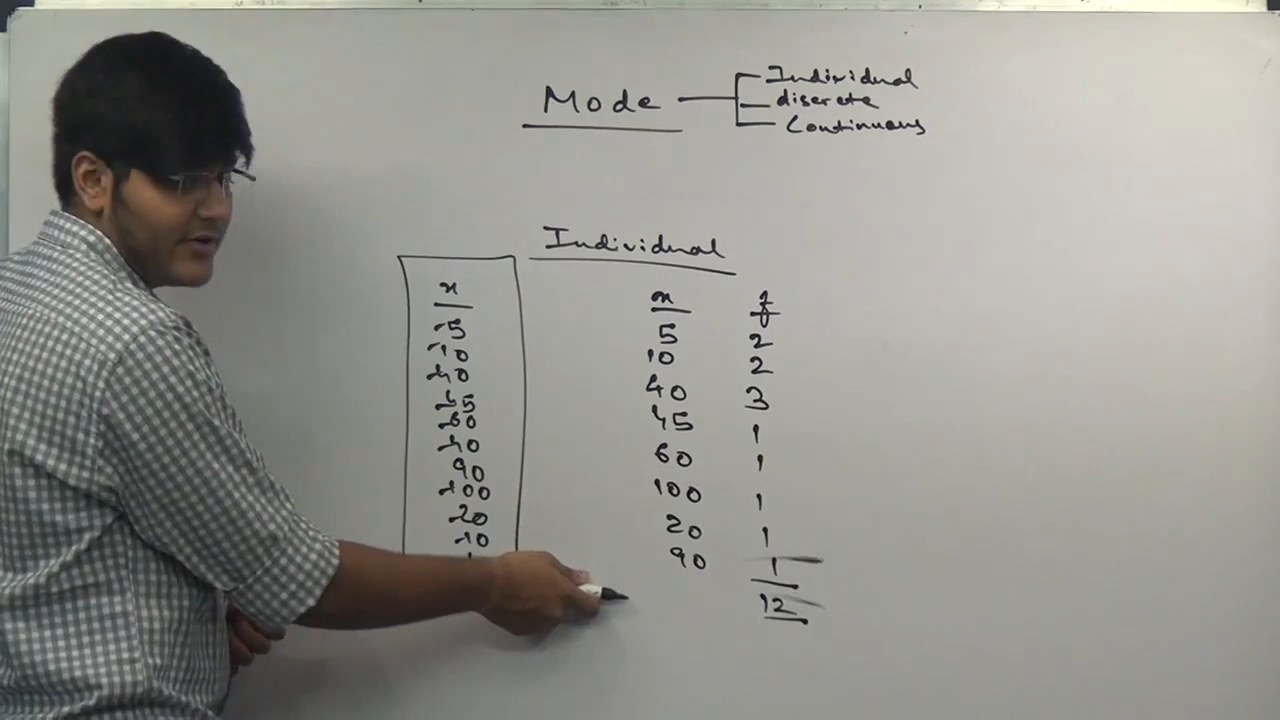 Mode
Individual
discrete
Continuous
Individual
x
5
10
40
45
60
40
90
100
20
10
x f
5 2
10 2
40 3
45 1
60 1
100 1
20 1
90 1
12